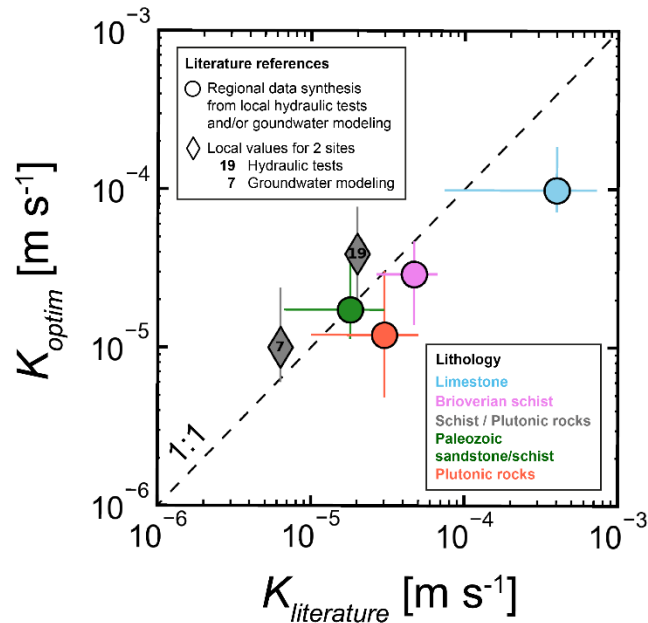 10⁻³
10⁻⁴
10⁻⁵
10⁻⁶
K_optim [m s⁻¹]
Literature references
Regional data synthesis
from local hydraulic tests
and/or goundwater modeling
Local values for 2 sites
19 Hydraulic tests
7 Groundwater modeling
19
7
1:1
Lithology
Limestone
Brioverian schist
Schist / Plutonic rocks
Paleozoic
sandstone/schist
Plutonic rocks
10⁻⁶
10⁻⁵
10⁻⁴
10⁻³
K_literature [m s⁻¹]